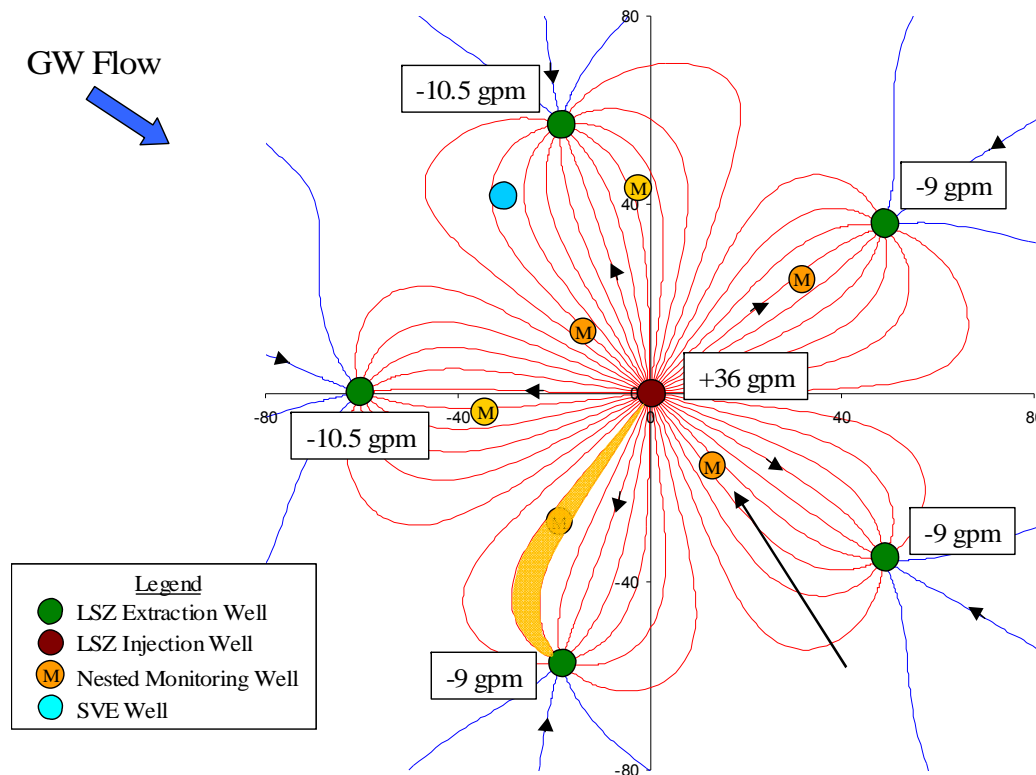 80
GW Flow
-10.5 gpm
-9 gpm
M
40
M
M
+36 gpm
0
-80
-40
0
40
80
M
-10.5 gpm
M
M
-9 gpm
-40
Legend
LSZ Extraction Well
LSZ Injection Well
M Nested Monitoring Well
SVE Well
-9 gpm
-80